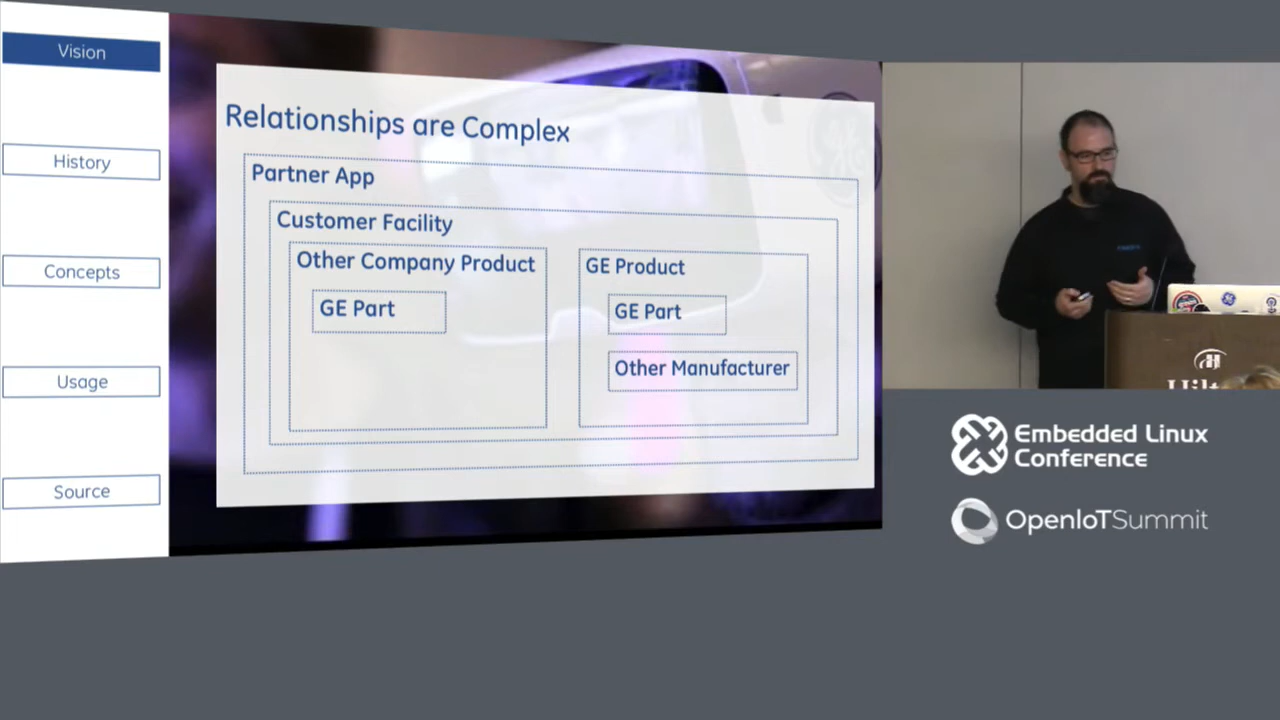 Vision
History
Concepts
Usage
Source
Relationships are Complex
Partner App
Customer Facility
Other Company Product
GE Part
GE Product
GE Part
Other Manufacturer
Embedded Linux
Conference
OpenIoTSummit